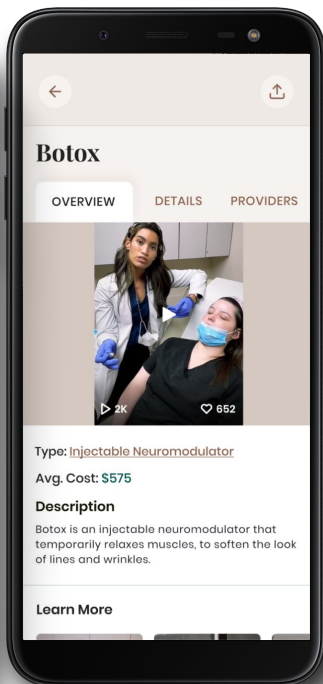 Botox
OVERVIEW DETAILS PROVIDERS
2K 652
Type: Injectable Neuromodulator
Avg. Cost: $575
Description
Botox is an injectable neuromodulator that
temporarily relaxes muscles, to soften the look
of lines and wrinkles.
Learn More